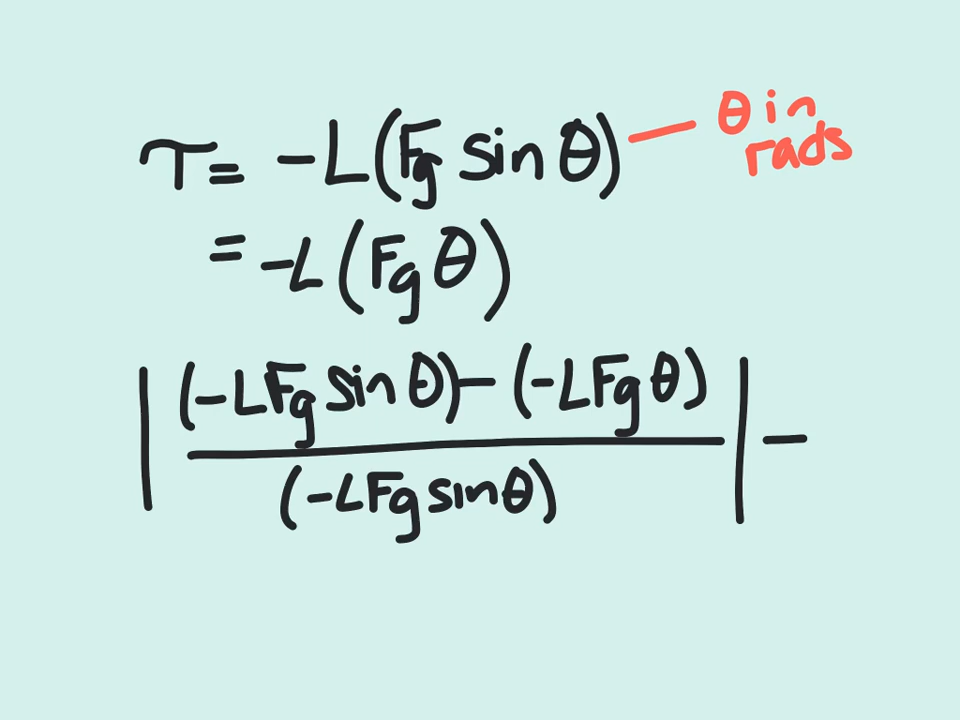 τ = -L(Fg sin θ) — θ in rads
= -L(Fg θ)
| (-LFg sin θ) - (-LFg θ) | -
(-LFg sin θ)